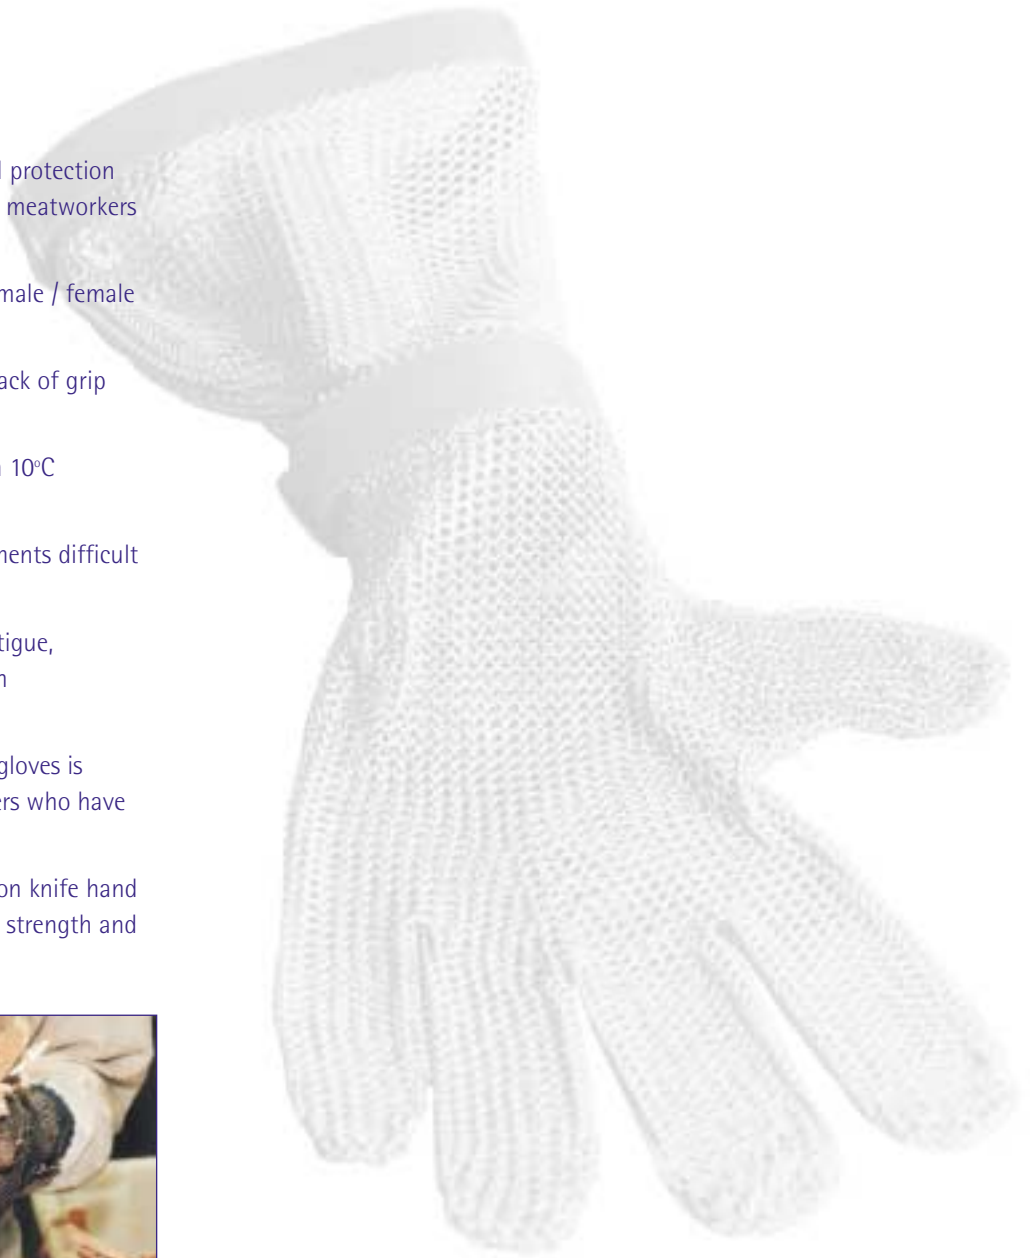 protection
meatworkers
male / female
ack of grip
10°C
ments difficult
tigue,
gloves is
ers who have
on knife hand
strength and